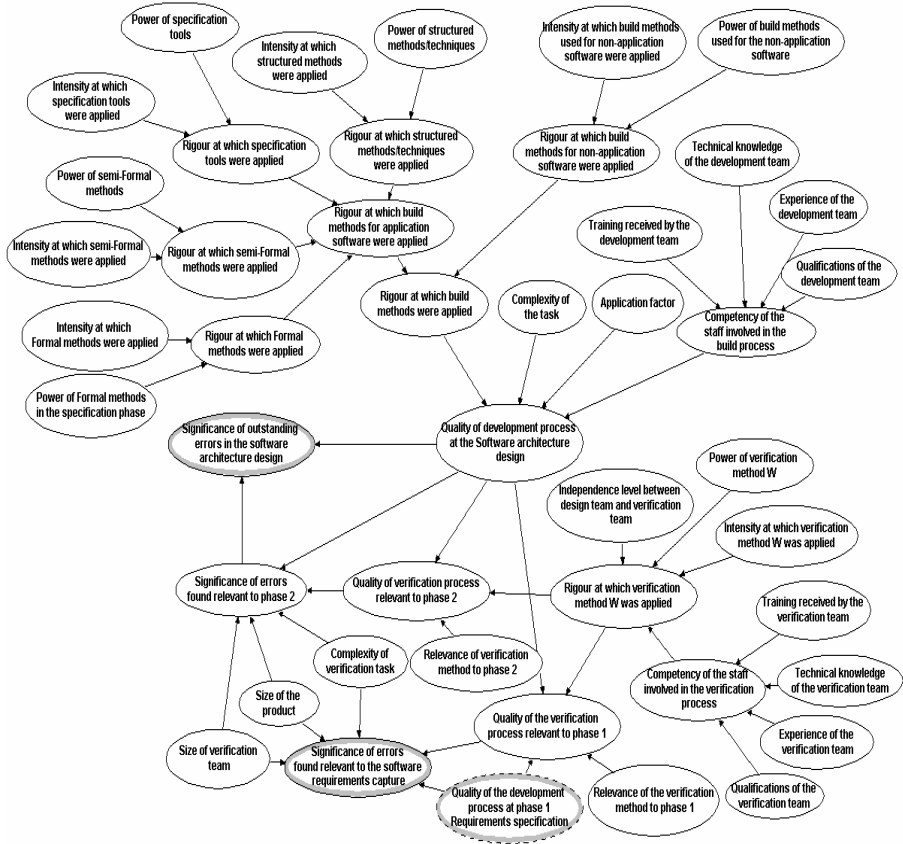 Power of specification
tools
Intensity at which
structured methods
were applied
Power of structured
methods/techniques
Intensity at which build methods
used for non-application
software were applied
Power of build methods
used for the non-application
software
Intensity at which
specification tools
were applied
Rigour at which specification
tools were applied
Rigour at which structured
methods/techniques
were applied
Rigour at which build
methods for non-application
software were applied
Technical knowledge
of the development team
Power of semi-Formal
methods
Experience of the
development team
Rigour at which build
methods for application
software were applied
Training received by the
development team
Intensity at which semi-Formal
methods were applied
Rigour at which semi-Formal
methods were applied
Qualifications of the
development team
Rigour at which build
methods were applied
Complexity of
the task
Application factor
Intensity at which
Formal methods were applied
Rigour at which Formal
methods were applied
Competency of the
staff involved in the
build process
Power of Formal methods
in the specification phase
Significance of outstanding
errors in the software
architecture design
Quality of development process
at the Software architecture
design
Power of verification
method W
Independence level between
design team and verification
team
Intensity at which verification
method W was applied
Significance of errors
found relevant to phase 2
Quality of verification process
relevant to phase 2
Rigour at which verification
method W was applied
Training received by the
verification team
Complexity of
verification task
Relevance of verification
method to phase 2
Competency of the staff
involved in the verification
process
Technical knowledge
of the verification team
Size of the
product
Quality of the verification
process relevant to phase 1
Experience of the
verification team
Size of verification
team
Significance of errors
found relevant to the software
requirements capture
Quality of the development
process at phase 1
Requirements specification
Relevance of the verification
method to phase 1
Qualifications of the
verification team